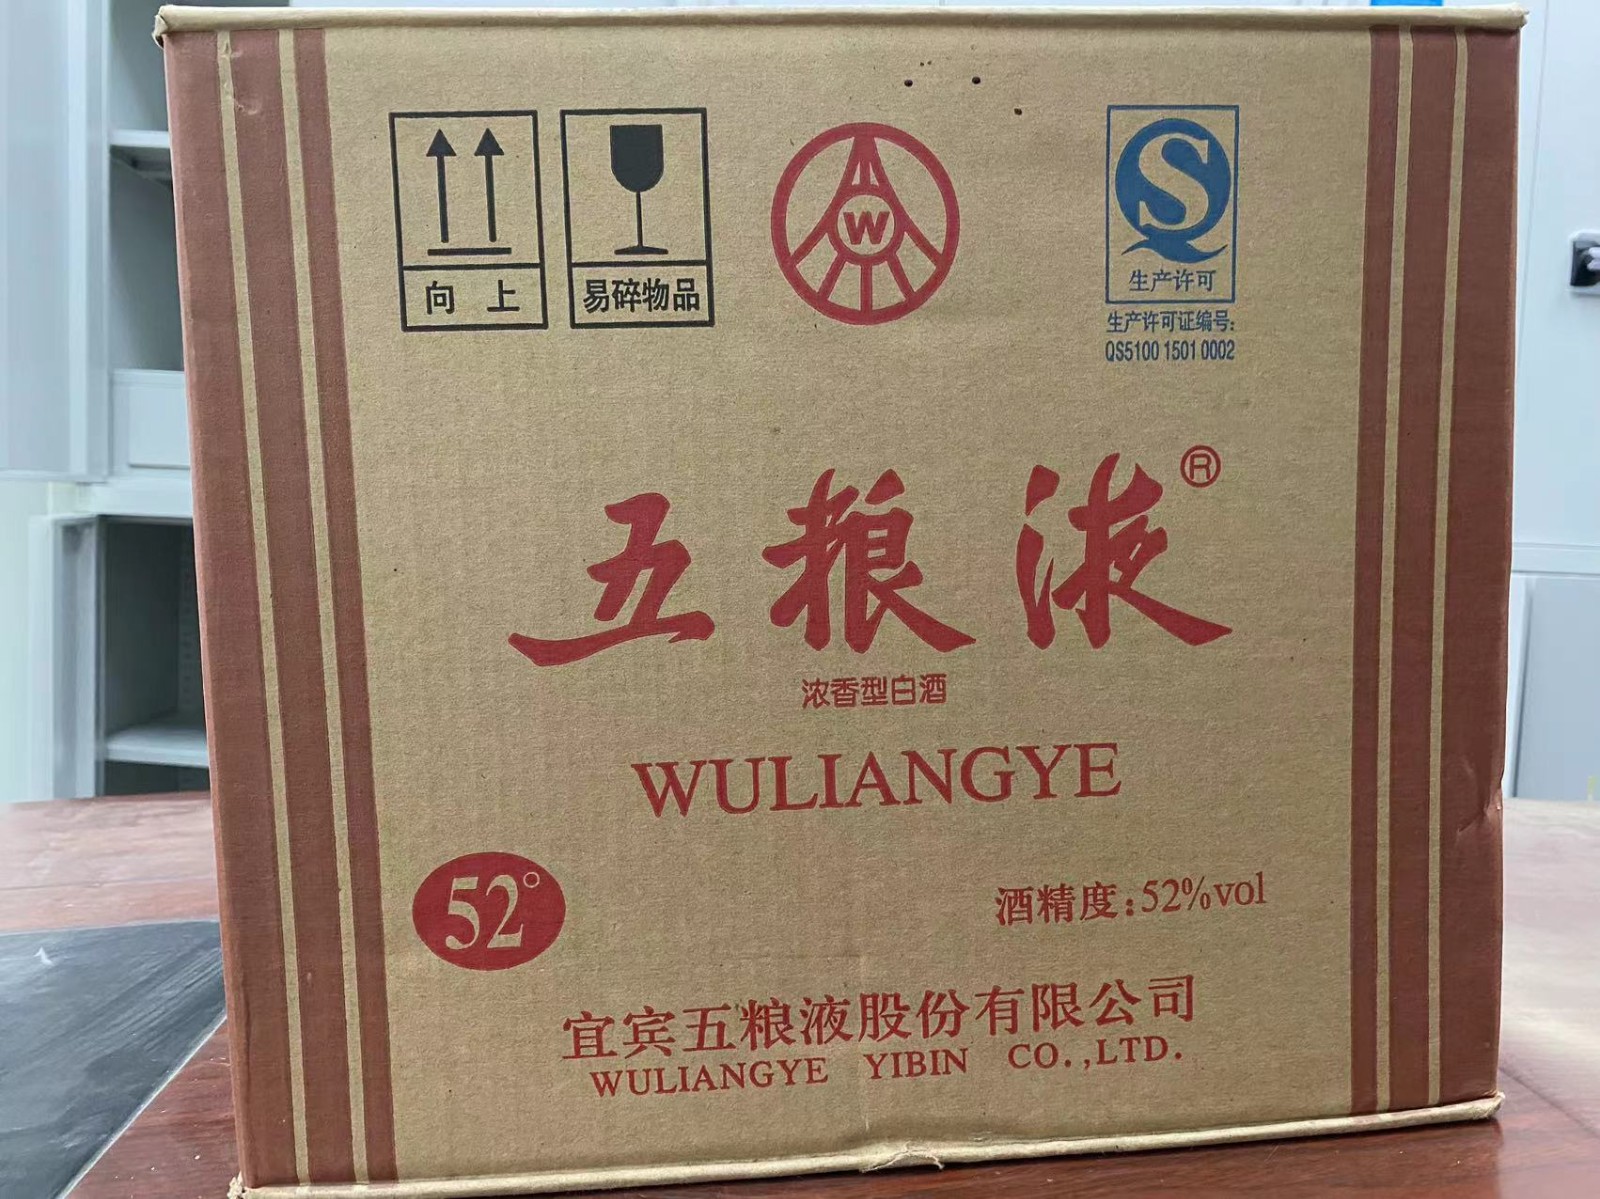 向 上
易碎物品
W
S
生产许可
生产许可证编号:
QS5100 1501 0002
五粮液®
浓香型白酒
WULIANGYE
52°
酒精度:52%vol
宜宾五粮液股份有限公司
WULIANGYE YIBIN CO.,LTD.